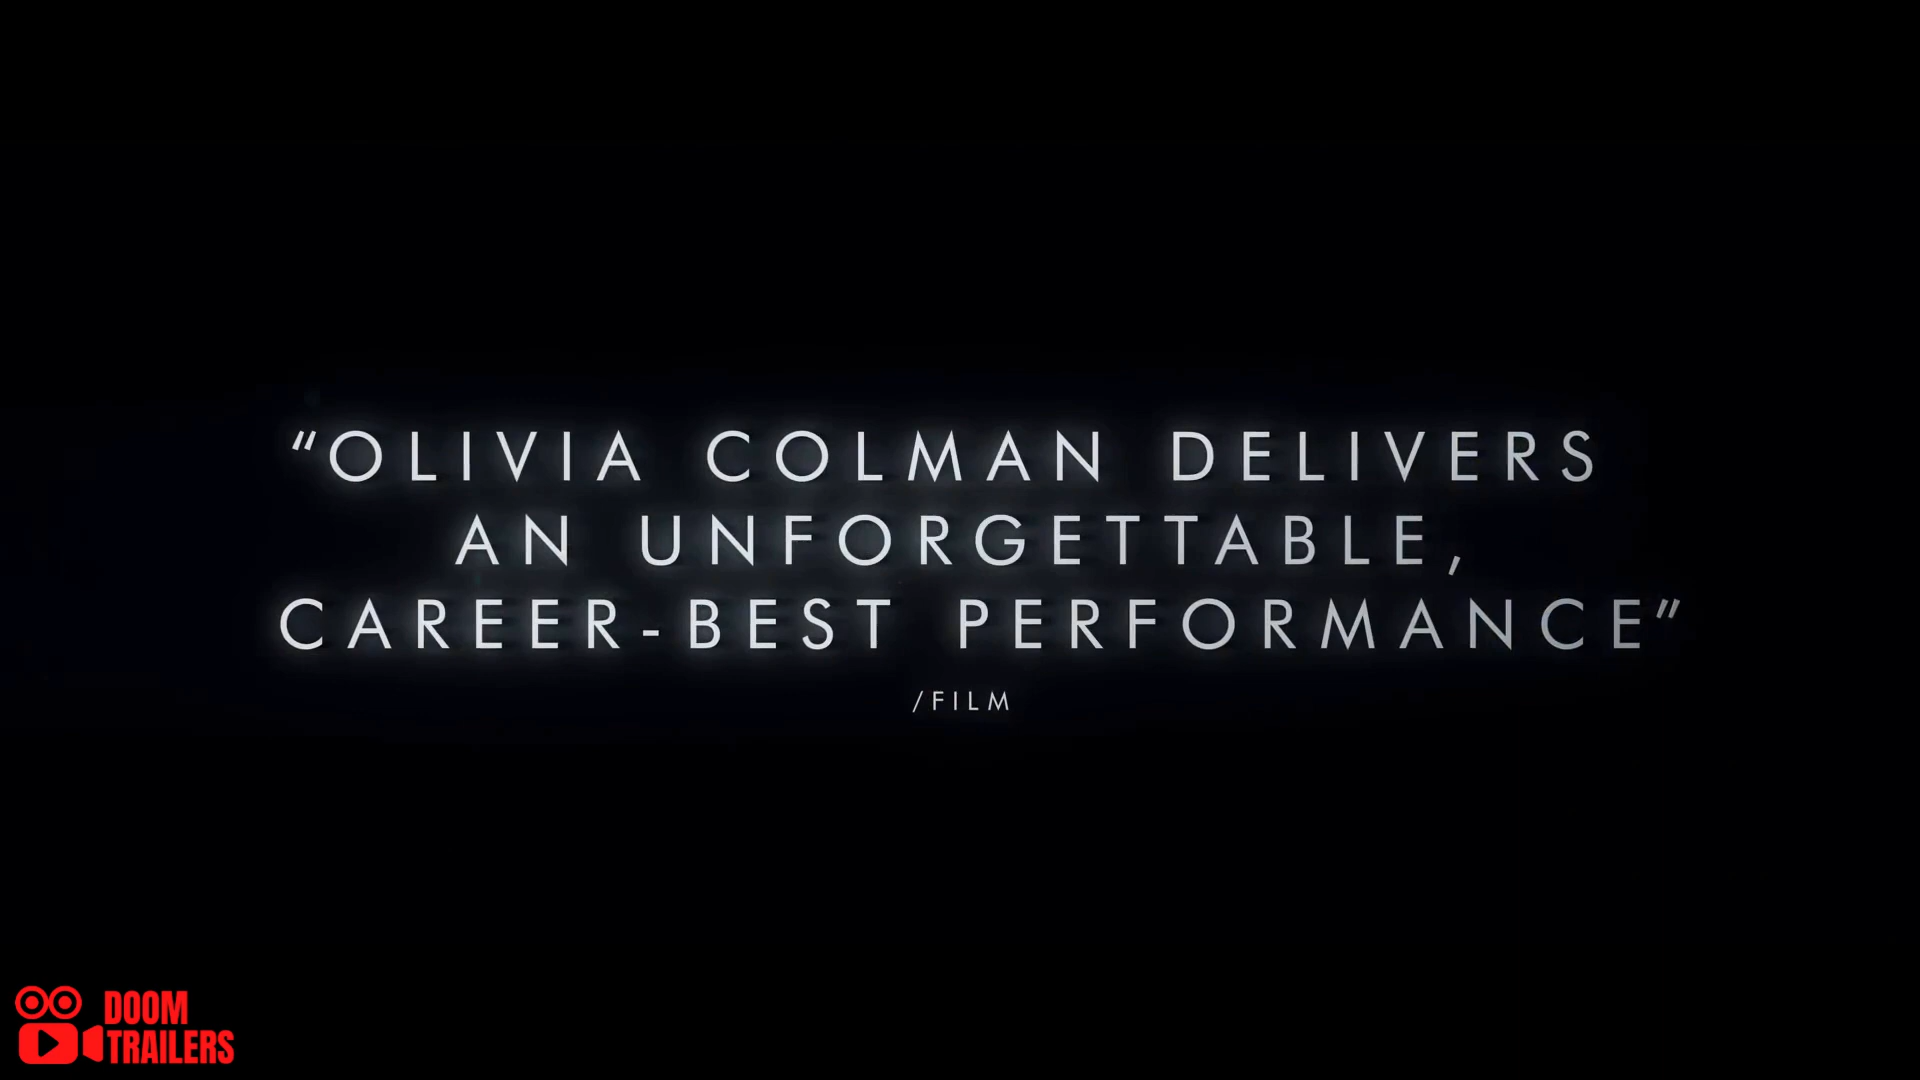 “OLIVIA COLMAN DELIVERS
AN UNFORGETTABLE,
CAREER-BEST PERFORMANCE”
/FILM
DOOM
TRAILERS